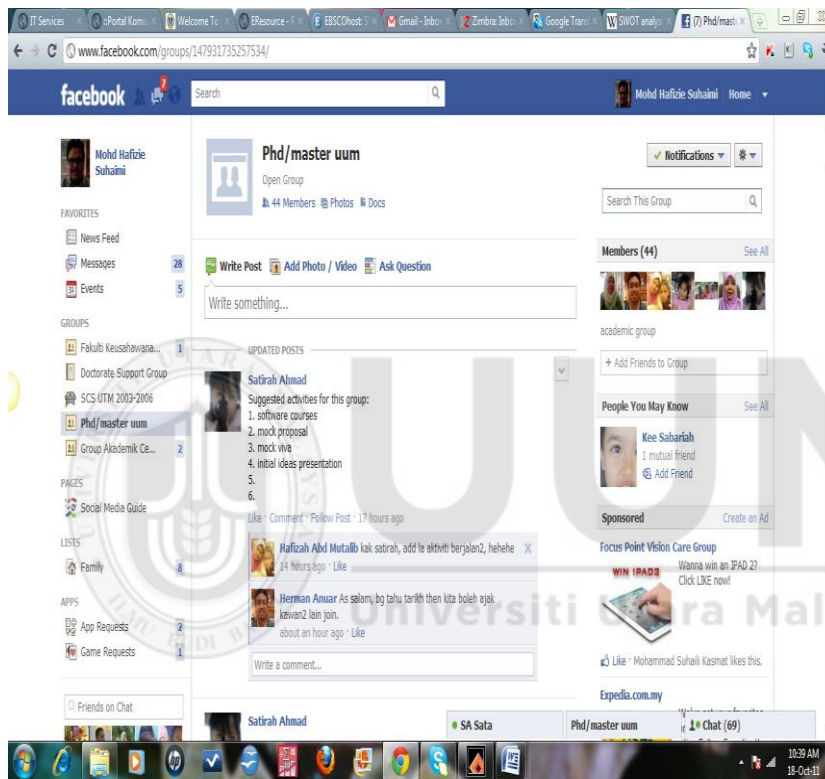 IT Services
::Portal Komu
Welcome To
EResource - F
EBSCOhost: S
Gmail - Inbox
Zimbra: Inbox
Google Trans
SWOT analys
(7) Phd/maste
www.facebook.com/groups/147931735257534/
facebook
7
Search
Mohd Hafizie Suhaimi
Home
Mohd Hafizie
Suhaimi
FAVORITES
News Feed
Messages 28
Events 5
GROUPS
Fakulti Keusahawana... 1
Doctorate Support Group
SCS UTM 2003-2006
Phd/master uum
Group Akademik Ce... 2
PAGES
Social Media Guide
LISTS
Family 8
APPS
App Requests 2
Game Requests 1
Friends on Chat
Phd/master uum
Open Group
44 Members Photos Docs
Write Post Add Photo / Video Ask Question
Write something...
UPDATED POSTS
Satirah Ahmad
Suggested activities for this group:
1. software courses
2. mock proposal
3. mock viva
4. initial ideas presentation
5.
6.
Like · Comment · Follow Post · 17 hours ago
Hafizah Abd Mutalib kak satirah, add la aktiviti berjalan2, hehehe
14 hours ago · Like
Herman Anuar As salam, bg tahu tarikh then kita boleh ajak
kawan2 lain join.
about an hour ago · Like
Write a comment...
Satirah Ahmad
Notifications
Search This Group
Members (44) See All
academic group
+ Add Friends to Group
People You May Know See All
Kee Sabariah
1 mutual friend
Add Friend
Sponsored Create an Ad
Focus Point Vision Care Group
WIN IPAD2
Wanna win an IPAD 2?
Click LIKE now!
Like · Mohammad Suhaili Kasmat likes this.
Expedia.com.my
SA Sata
Phd/master uum
Chat (69)
10:39 AM
18-Oct-11
UUN
Universiti Utara Mal